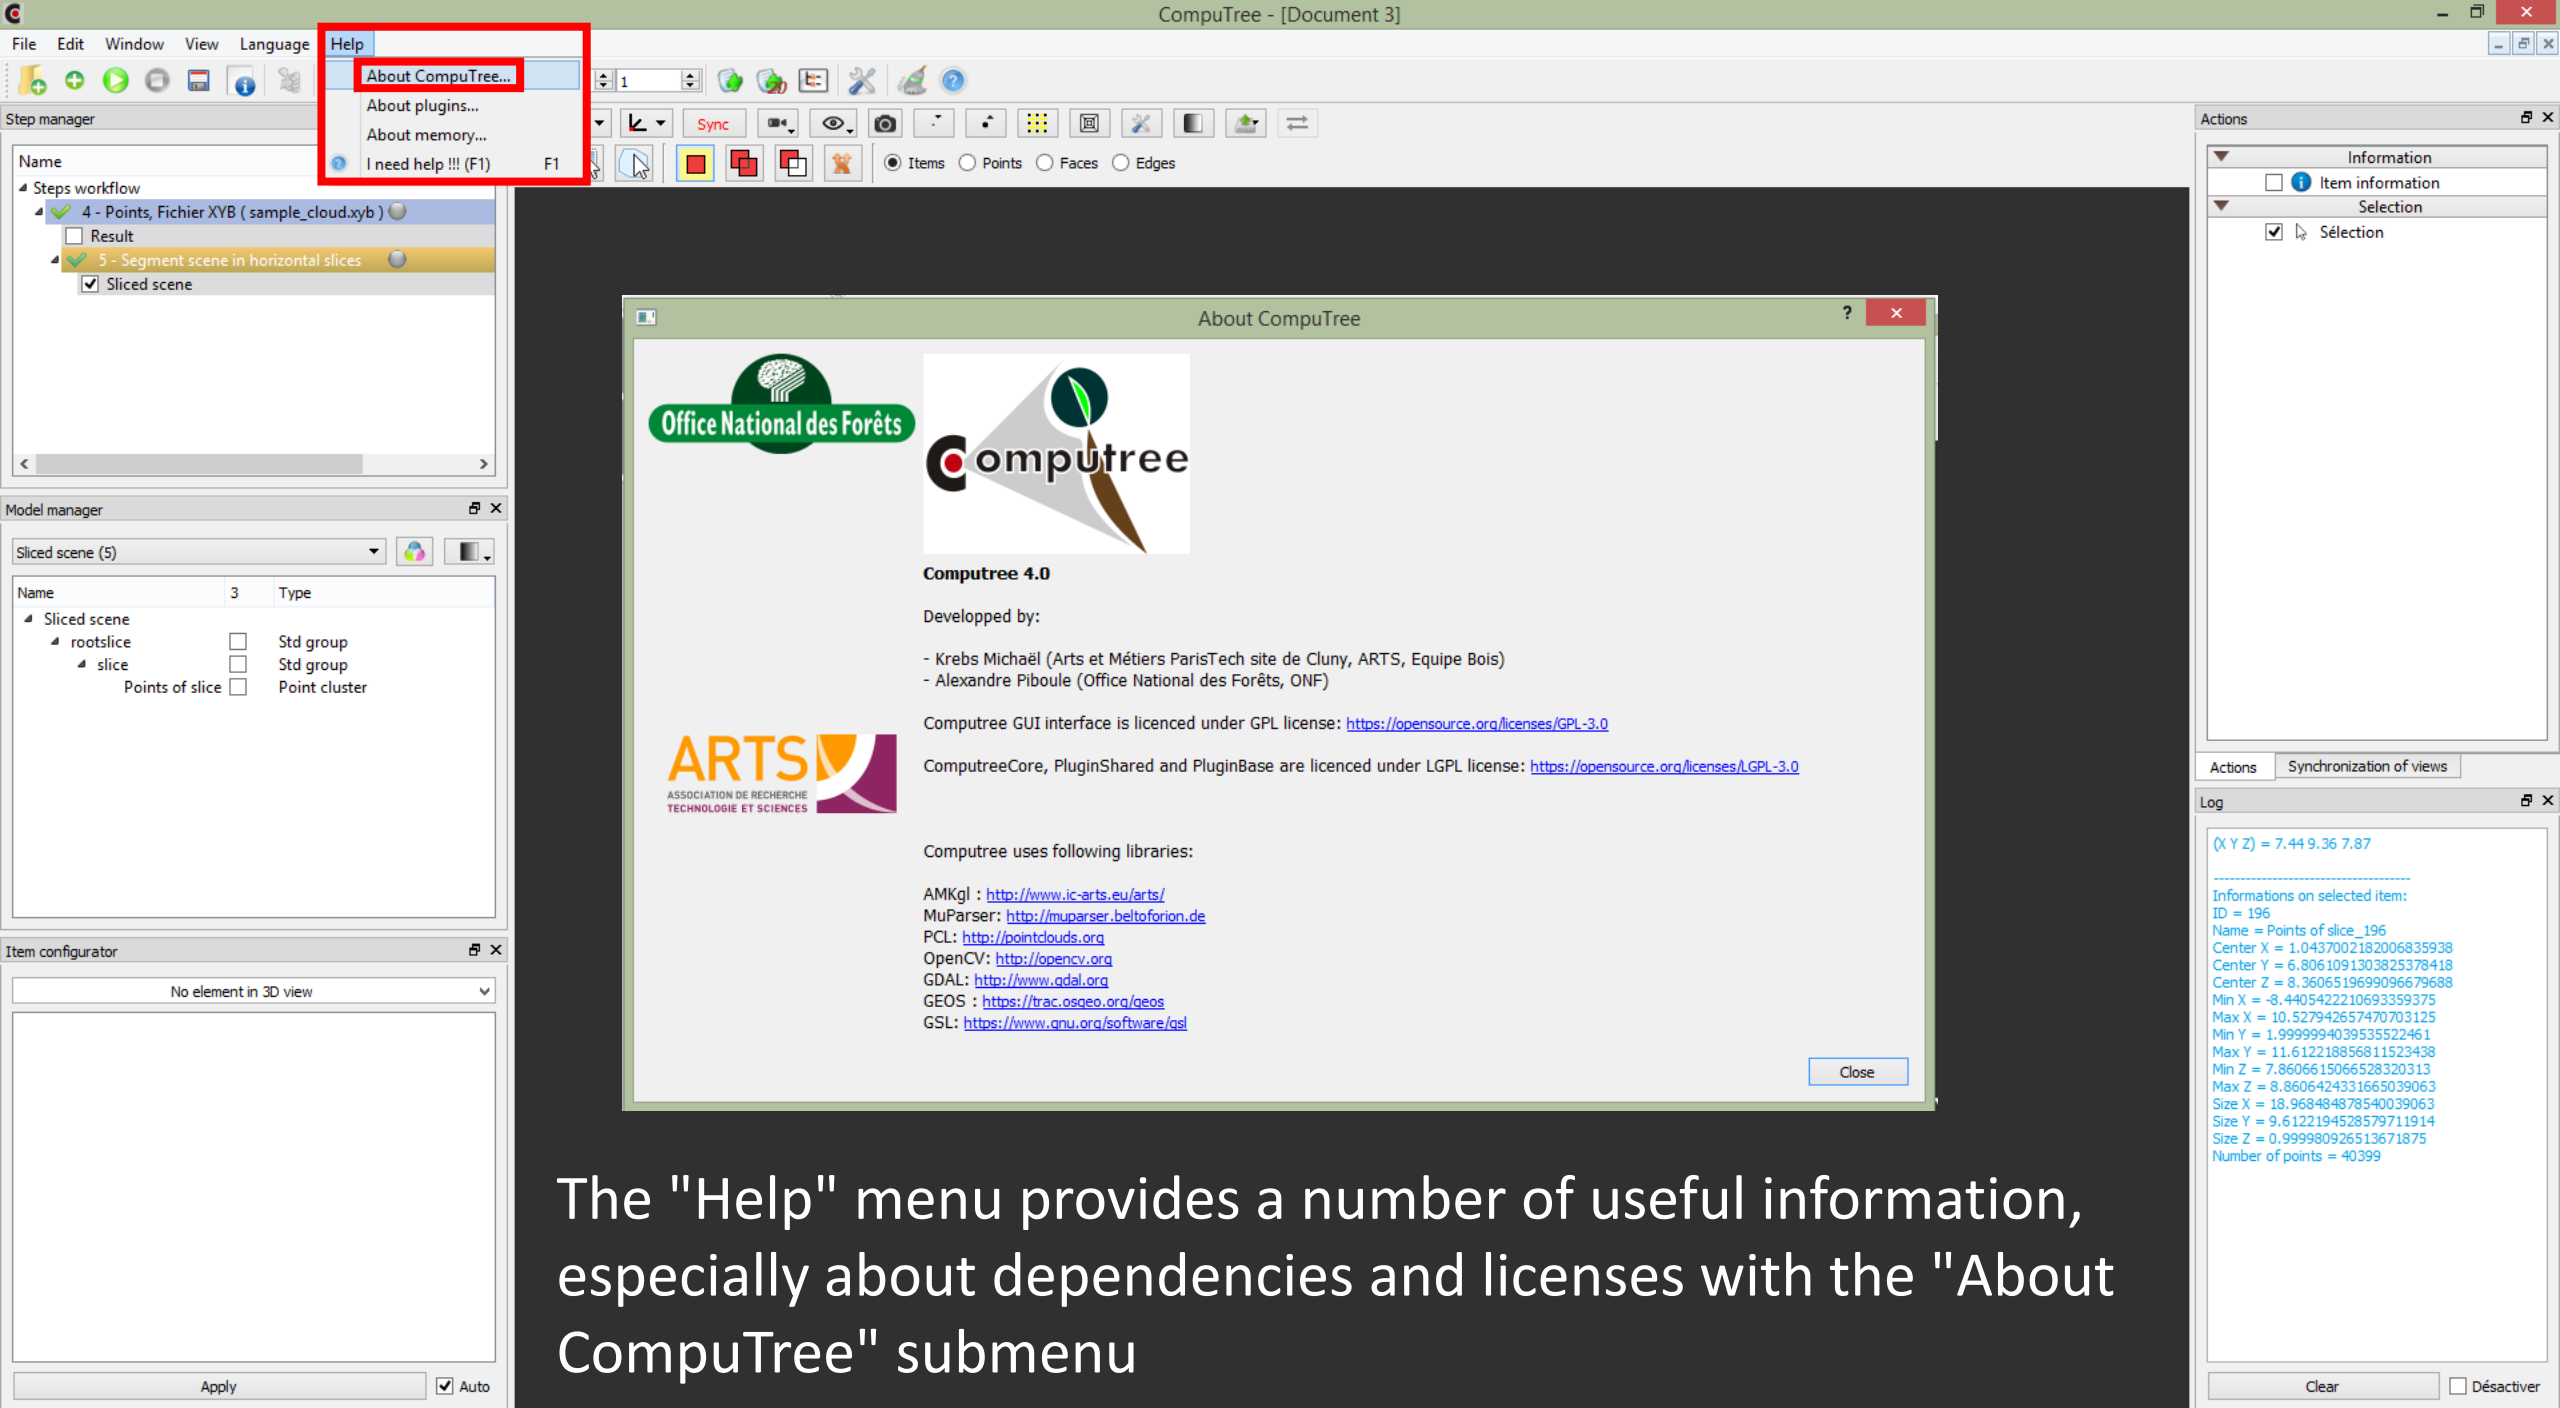 CompuTree - [Document 3]
File Edit Window View Language Help
About CompuTree...
About plugins...
About memory...
I need help !!! (F1) F1
1
2D
Sync
Items Points Faces Edges
Step manager
Name
Steps workflow
4 - Points, Fichier XYB ( sample_cloud.xyb )
Result
5 - Segment scene in horizontal slices
Sliced scene
Model manager
Sliced scene (5)
Name 3 Type
Sliced scene
rootslice Std group
slice Std group
Points of slice Point cluster
Item configurator
No element in 3D view
Apply Auto
About CompuTree
?
Office National des Forêts
Computree
ARTS
ASSOCIATION DE RECHERCHE
TECHNOLOGIE ET SCIENCES
Computree 4.0
Developped by:
- Krebs Michaël (Arts et Métiers ParisTech site de Cluny, ARTS, Equipe Bois)
- Alexandre Piboule (Office National des Forêts, ONF)
Computree GUI interface is licenced under GPL license: https://opensource.org/licenses/GPL-3.0
ComputreeCore, PluginShared and PluginBase are licenced under LGPL license: https://opensource.org/licenses/LGPL-3.0
Computree uses following libraries:
AMKgl : http://www.ic-arts.eu/arts/
MuParser: http://muparser.beltoforion.de
PCL: http://pointclouds.org
OpenCV: http://opencv.org
GDAL: http://www.gdal.org
GEOS : https://trac.osgeo.org/geos
GSL: https://www.gnu.org/software/gsl
Close
The "Help" menu provides a number of useful information,
especially about dependencies and licenses with the "About
CompuTree" submenu
Actions
Information
Item information
Selection
Sélection
Actions Synchronization of views
Log
(X Y Z) = 7.44 9.36 7.87
-------------------------------------
Informations on selected item:
ID = 196
Name = Points of slice_196
Center X = 1.0437002182006835938
Center Y = 6.8061091303825378418
Center Z = 8.3606519699096679688
Min X = -8.4405422210693359375
Max X = 10.527942657470703125
Min Y = 1.9999994039535522461
Max Y = 11.612218856811523438
Min Z = 7.8606615066528320313
Max Z = 8.8606424331665039063
Size X = 18.968484878540039063
Size Y = 9.6122194528579711914
Size Z = 0.999980926513671875
Number of points = 40399
Clear Désactiver